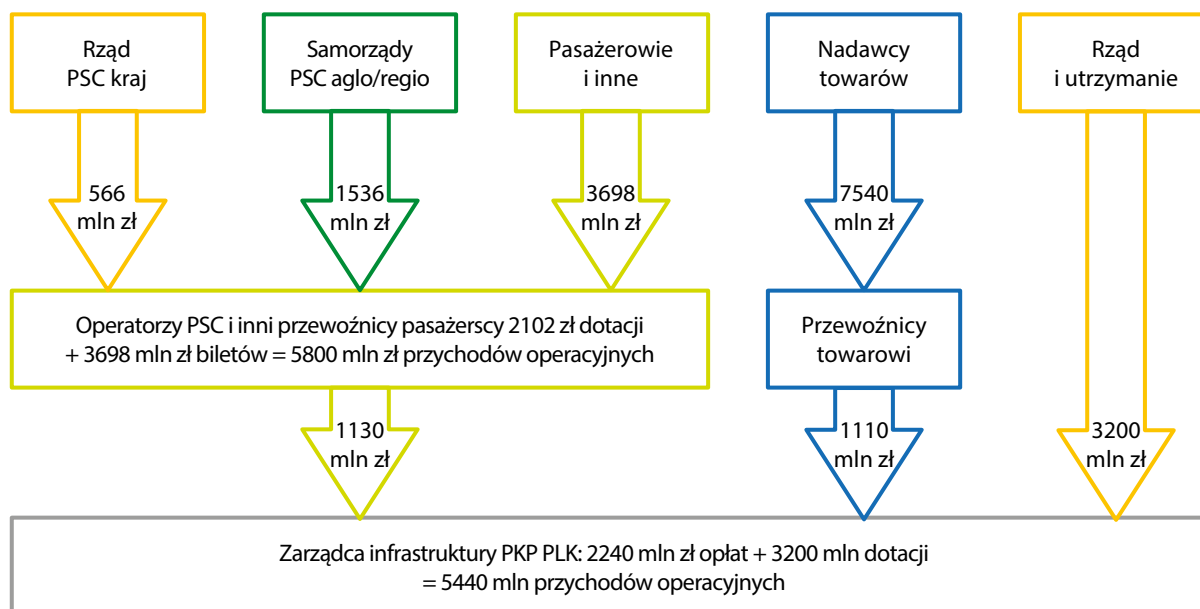 Rząd
PSC kraj
Samorządy
PSC aglo/regio
Pasażerowie
i inne
Nadawcy
towarów
Rząd
i utrzymanie
566
mln zł
1536
mln zł
3698
mln zł
7540
mln zł
Operatorzy PSC i inni przewoźnicy pasażerscy 2102 zł dotacji
+ 3698 mln zł biletów = 5800 mln zł przychodów operacyjnych
Przewoźnicy
towarowi
1130
mln zł
1110
mln zł
3200
mln zł
Zarządca infrastruktury PKP PLK: 2240 mln zł opłat + 3200 mln dotacji
= 5440 mln przychodów operacyjnych